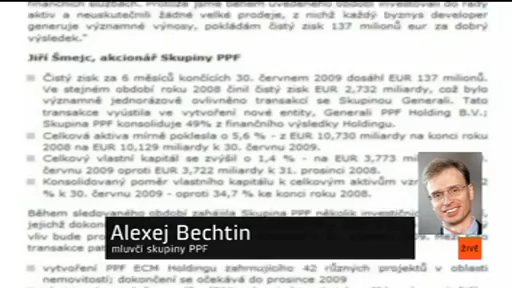 finančních službách. Protože jsme během uvedeného období investovali do řady
aktiv a neuskutečnili žádné velké prodeje, z nichž každý byznys developer
generuje významné výnosy, pokládám čistý zisk 137 milionů eur za dobrý
výsledek."
Jiří Šmejc, akcionář Skupiny PPF
Čistý zisk za 6 měsíců končících 30. červnem 2009 dosáhl EUR 137 milionů.
Ve stejném období roku 2008 činil čistý zisk EUR 2,732 miliardy, což bylo
významně jednorázově ovlivněno transakcí se Skupinou Generali. Tato
transakce vyústila ve vytvoření nové entity, Generali PPF Holding B.V.;
Skupina PPF konsoliduje 49% z finančního výsledky Holdingu.
Celková aktiva mírně poklesla o 5,6 % - z EUR 10,730 miliardy na konci roku
2008 na EUR 10,129 miliardy k 30. červnu 2009.
Celkový vlastní kapitál se zvýšil o 1,4 % - na EUR 3,773
červnu 2009 oproti EUR 3,722 miliardy k 31. prosinci 2008.
Konsolidovaný poměr vlastního kapitálu k celkovým aktivům
% k 30. červnu 2009 - oproti 34,7 % ke konci roku 2008.
Během sledovaného období zahájila Skupina PPF několik
jejichž
vliv bude
transakce
Alexej Bechtin
mluvčí skupiny PPF
ŽIVĚ
vytvoření PPF ECM Holdingu zahrnujícího 42 různých projektů v oblasti
nemovitostí; dokončení se očekává do prosince 2009